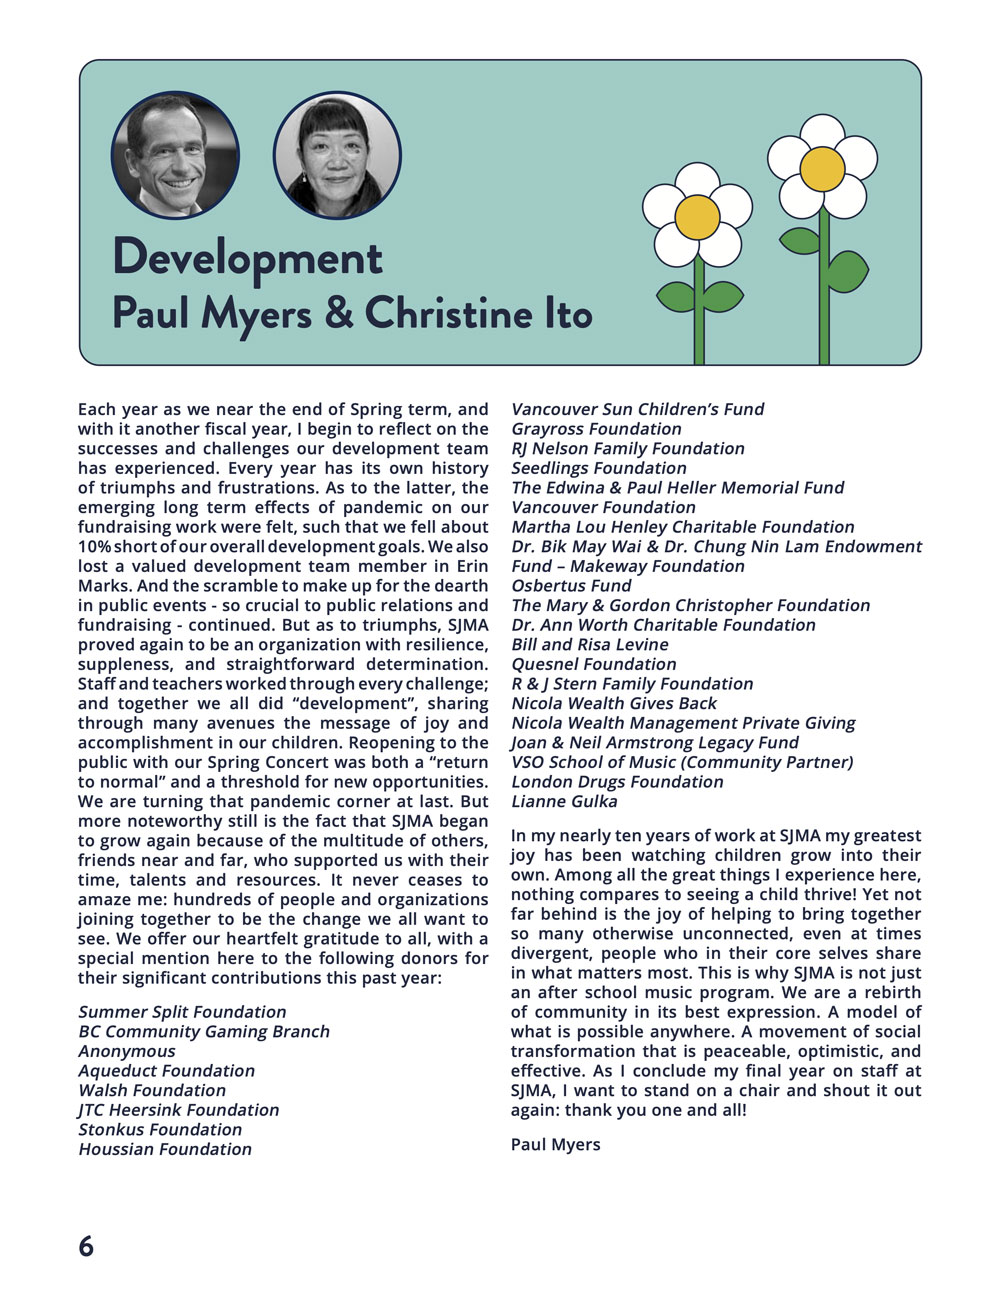 Development
Paul Myers & Christine Ito
Each year as we near the end of Spring term, and
with it another fiscal year, I begin to reflect on the
successes and challenges our development team
has experienced. Every year has its own history
of triumphs and frustrations. As to the latter, the
emerging long term effects of pandemic on our
fundraising work were felt, such that we fell about
10% short of our overall development goals. We also
lost a valued development team member in Erin
Marks. And the scramble to make up for the dearth
in public events - so crucial to public relations and
fundraising - continued. But as to triumphs, SJMA
proved again to be an organization with resilience,
suppleness, and straightforward determination.
Staff and teachers worked through every challenge;
and together we all did “development”, sharing
through many avenues the message of joy and
accomplishment in our children. Reopening to the
public with our Spring Concert was both a “return
to normal” and a threshold for new opportunities.
We are turning that pandemic corner at last. But
more noteworthy still is the fact that SJMA began
to grow again because of the multitude of others,
friends near and far, who supported us with their
time, talents and resources. It never ceases to
amaze me: hundreds of people and organizations
joining together to be the change we all want to
see. We offer our heartfelt gratitude to all, with a
special mention here to the following donors for
their significant contributions this past year:
Summer Split Foundation
BC Community Gaming Branch
Anonymous
Aqueduct Foundation
Walsh Foundation
JTC Heersink Foundation
Stonkus Foundation
Houssian Foundation
Vancouver Sun Children’s Fund
Grayross Foundation
RJ Nelson Family Foundation
Seedlings Foundation
The Edwina & Paul Heller Memorial Fund
Vancouver Foundation
Martha Lou Henley Charitable Foundation
Dr. Bik May Wai & Dr. Chung Nin Lam Endowment
Fund – Makeway Foundation
Osbertus Fund
The Mary & Gordon Christopher Foundation
Dr. Ann Worth Charitable Foundation
Bill and Risa Levine
Quesnel Foundation
R & J Stern Family Foundation
Nicola Wealth Gives Back
Nicola Wealth Management Private Giving
Joan & Neil Armstrong Legacy Fund
VSO School of Music (Community Partner)
London Drugs Foundation
Lianne Gulka
In my nearly ten years of work at SJMA my greatest
joy has been watching children grow into their
own. Among all the great things I experience here,
nothing compares to seeing a child thrive! Yet not
far behind is the joy of helping to bring together
so many otherwise unconnected, even at times
divergent, people who in their core selves share
in what matters most. This is why SJMA is not just
an after school music program. We are a rebirth
of community in its best expression. A model of
what is possible anywhere. A movement of social
transformation that is peaceable, optimistic, and
effective. As I conclude my final year on staff at
SJMA, I want to stand on a chair and shout it out
again: thank you one and all!
Paul Myers
6